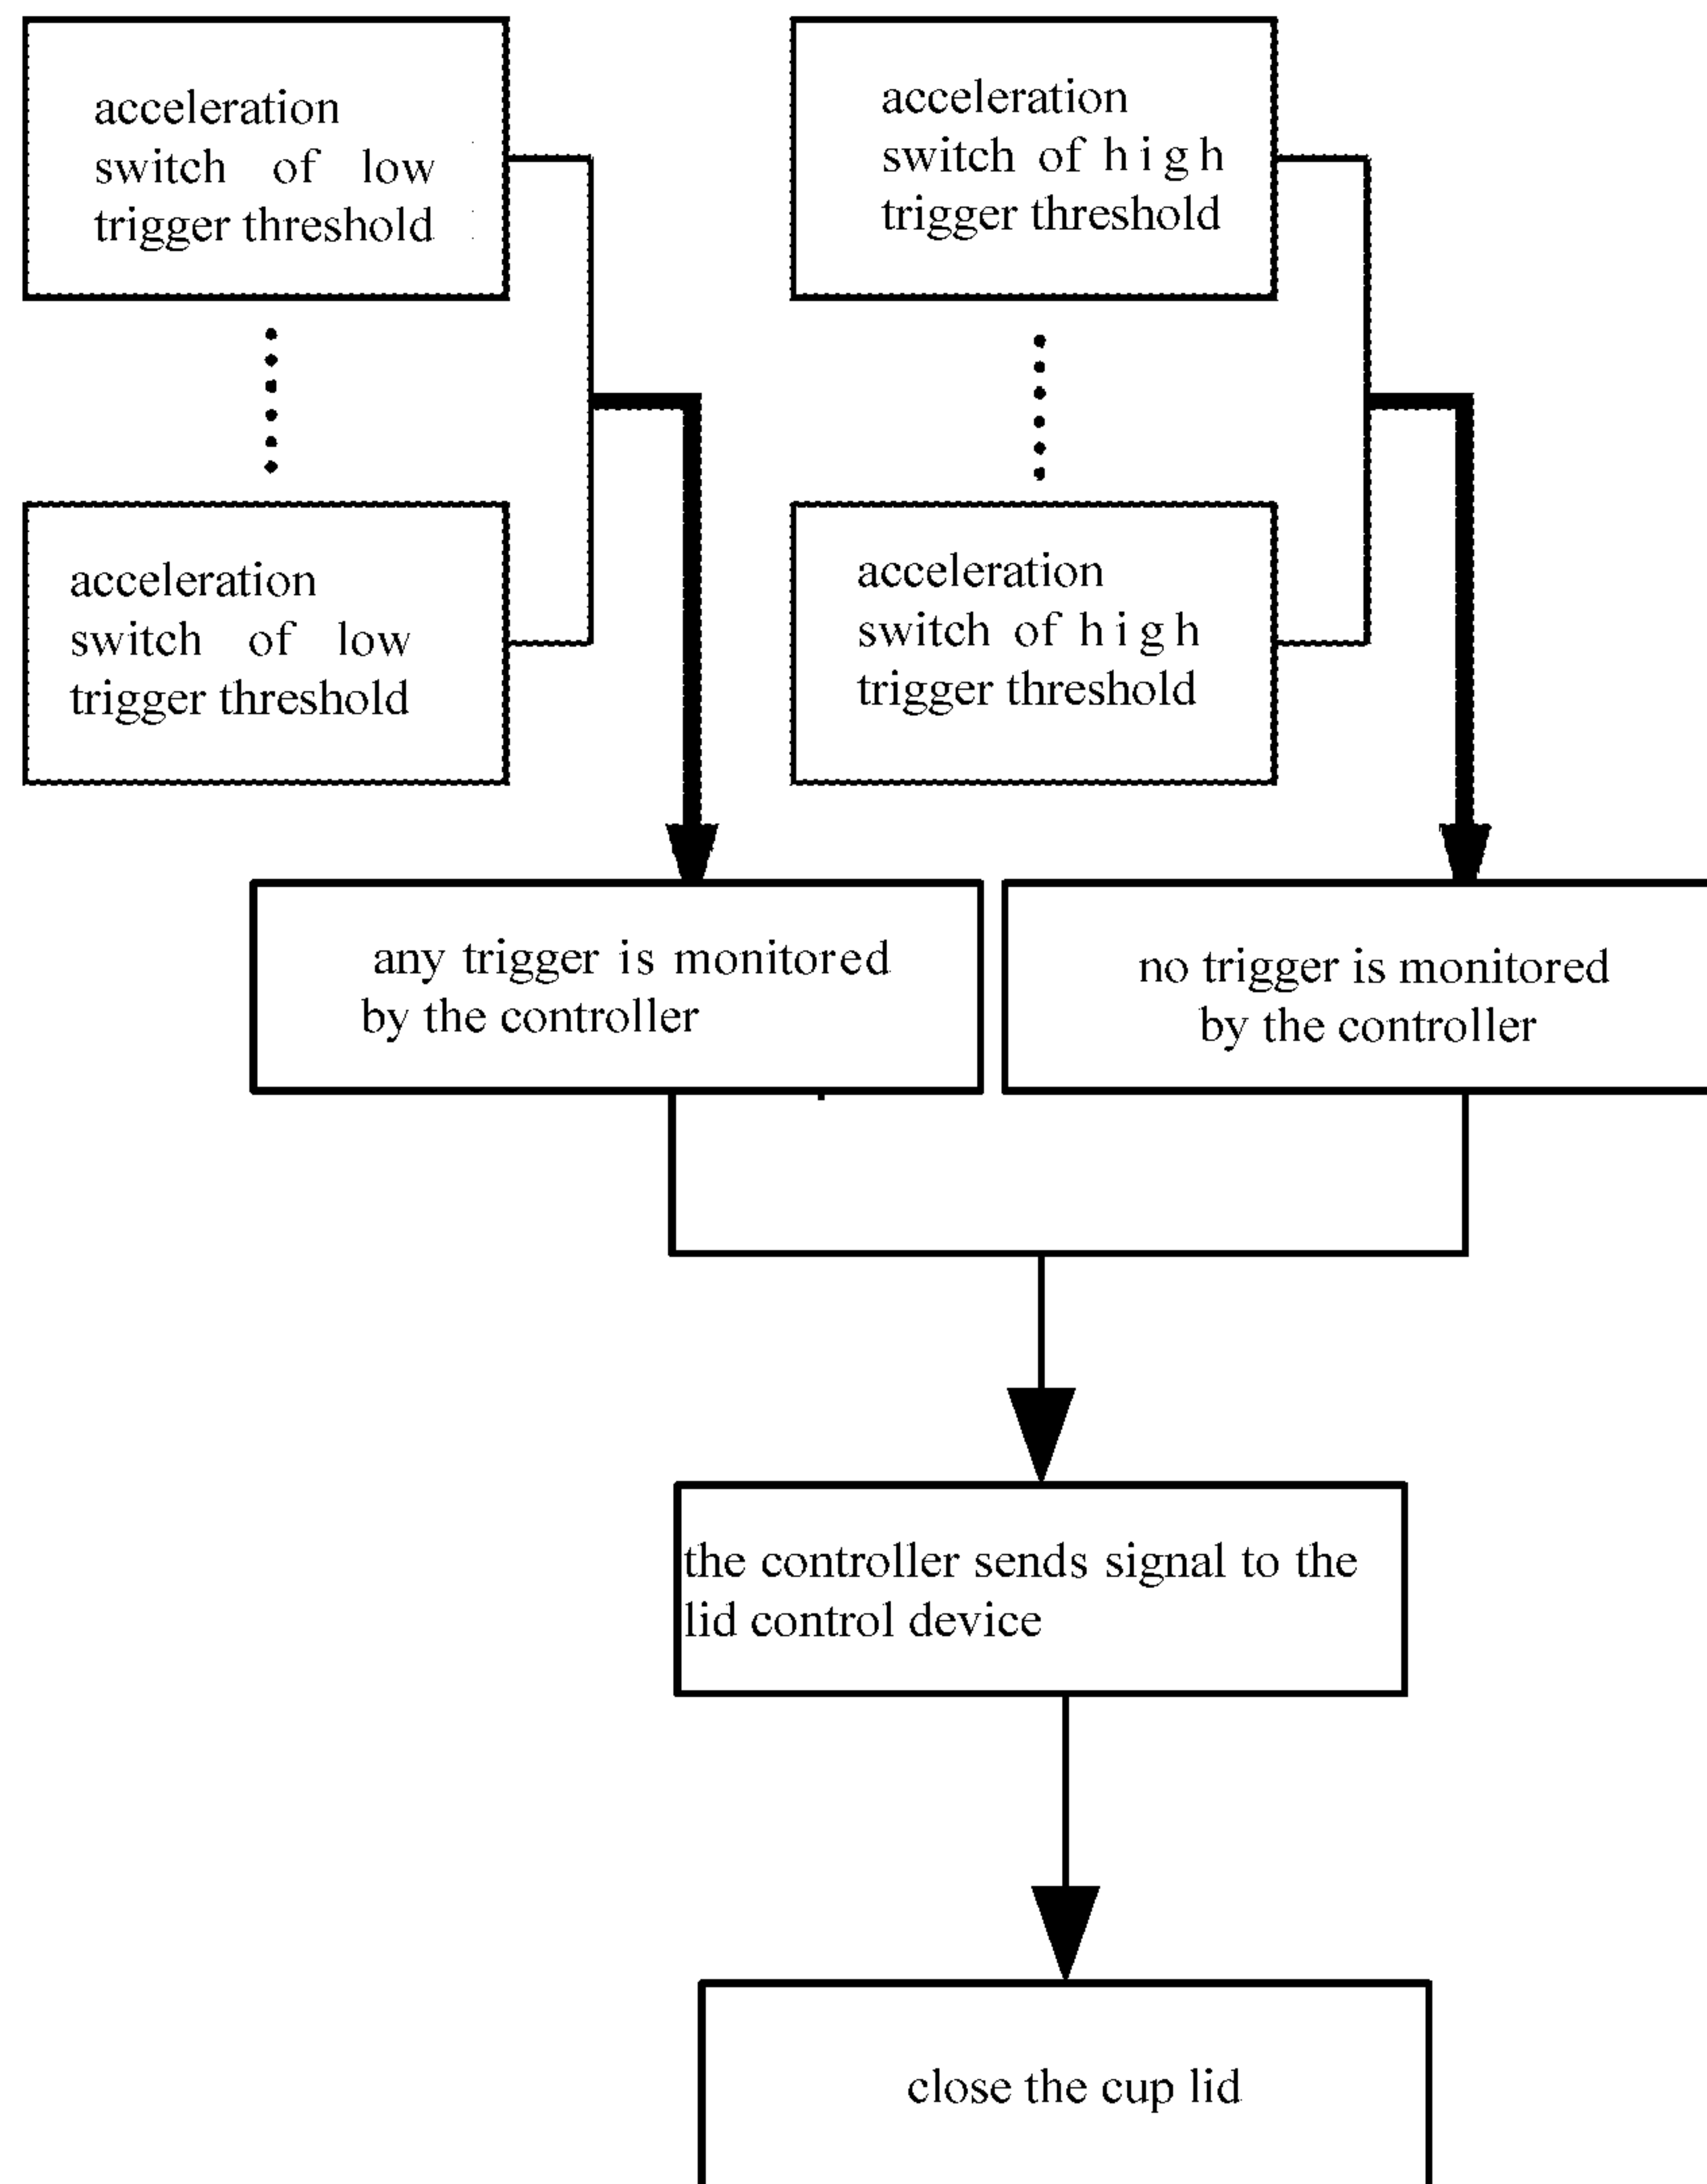 acceleration
switch of low
trigger threshold
acceleration
switch of high
trigger threshold
acceleration
switch of low
trigger threshold
acceleration
switch of high
trigger threshold
any trigger is monitored
by the controller
no trigger is monitored
by the controller
the controller sends signal to the
lid control device
close the cup lid